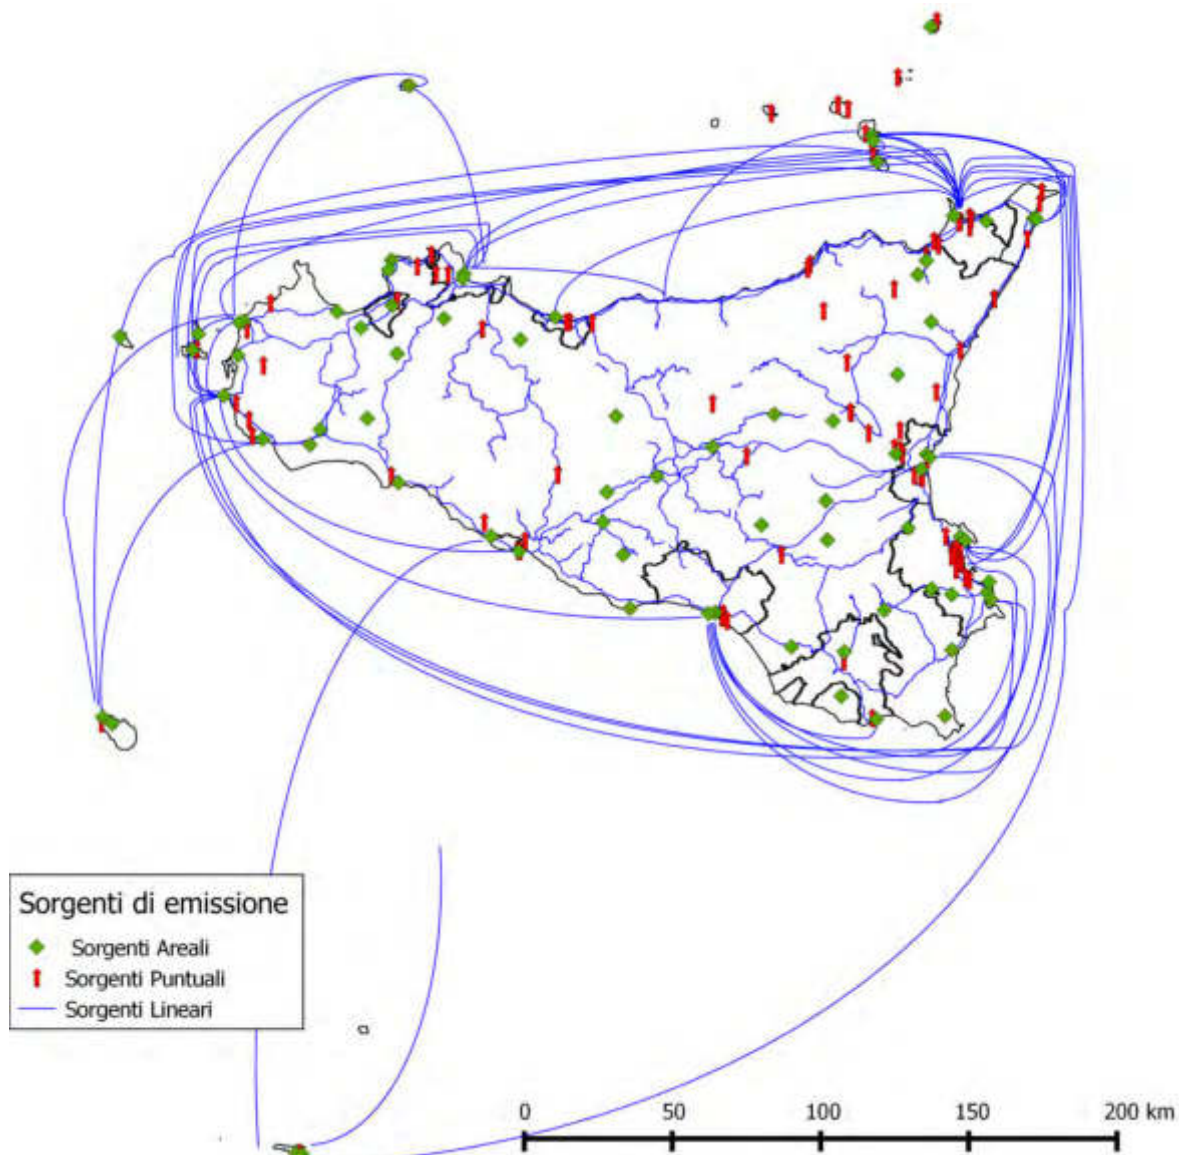 Sorgenti di emissione
Sorgenti Areali
Sorgenti Puntuali
Sorgenti Lineari
0 50 100 150 200 km